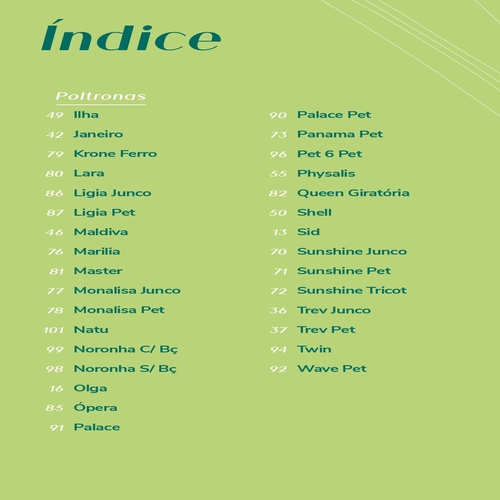 Índice
Poltronas
49 Ilha
42 Janeiro
79 Krone Ferro
80 Lara
86 Ligia Junco
87 Ligia Pet
46 Maldiva
76 Marilia
81 Master
77 Monalisa Junco
78 Monalisa Pet
101 Natu
99 Noronha C/ Bç
98 Noronha S/ Bç
16 Olga
85 Ópera
91 Palace
90 Palace Pet
73 Panama Pet
96 Pet 6 Pet
55 Physalis
82 Queen Giratória
50 Shell
13 Sid
70 Sunshine Junco
71 Sunshine Pet
72 Sunshine Tricot
36 Trev Junco
37 Trev Pet
94 Twin
92 Wave Pet